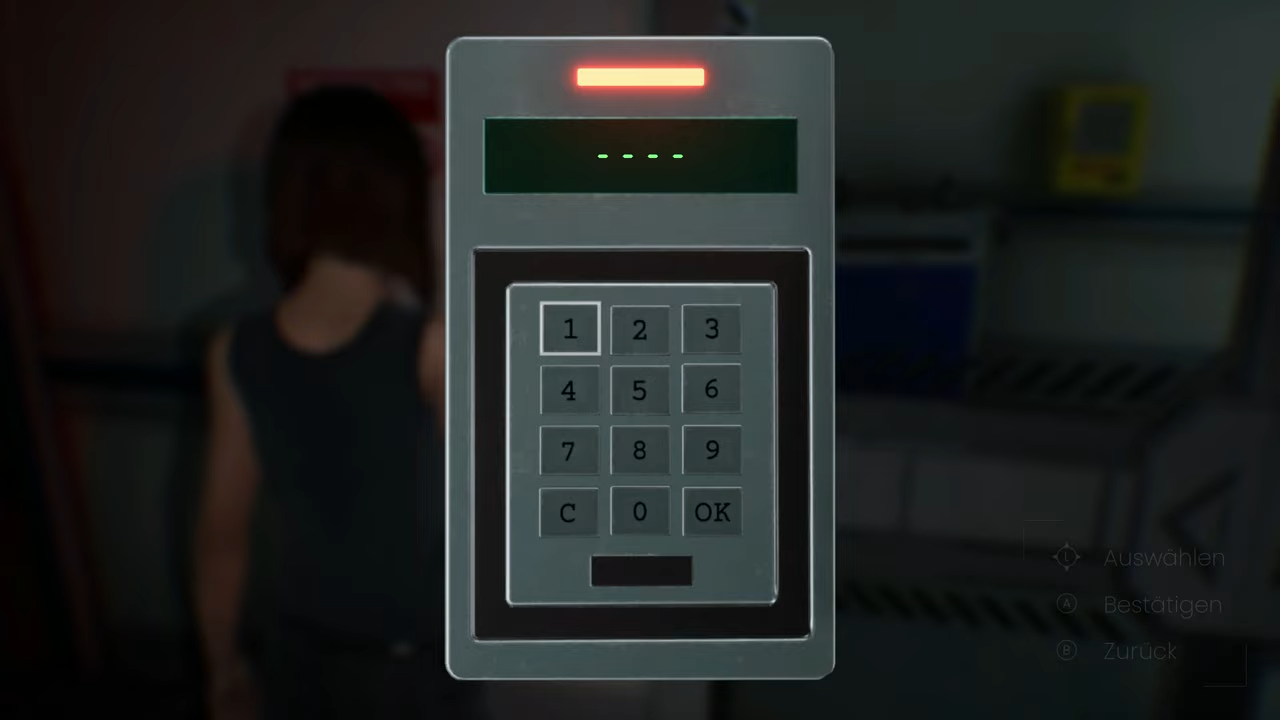 - - - -
1 2 3
4 5 6
7 8 9
C 0 OK
L Auswählen
A Bestätigen
B Zurück